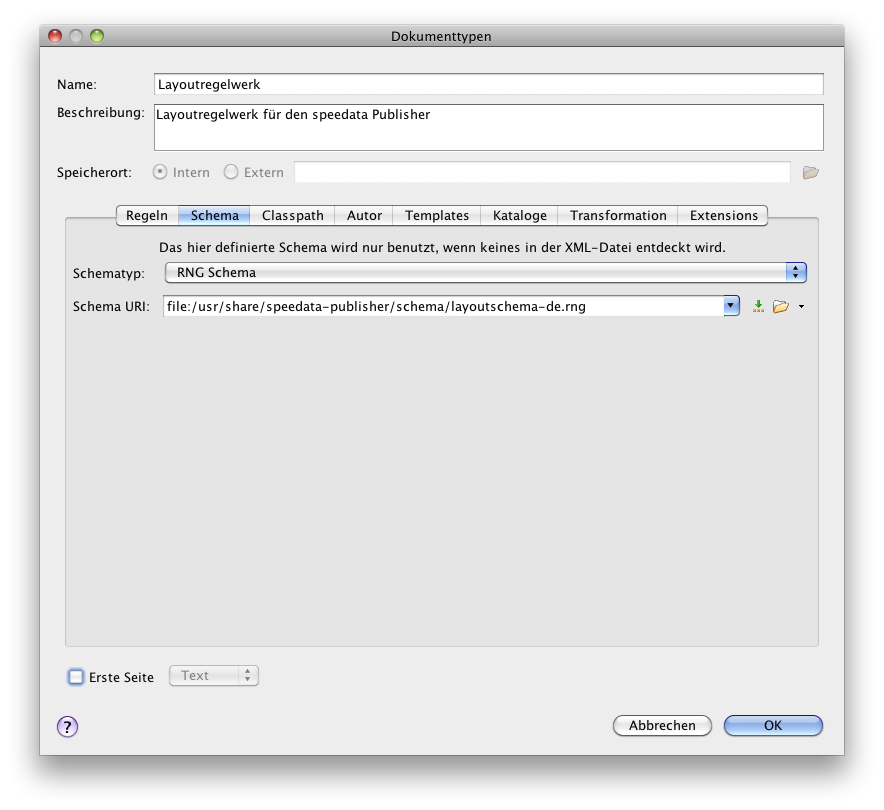 Dokumenttypen
Name: Layoutregelwerk
Beschreibung: Layoutregelwerk für den speedata Publisher
Speicherort: Intern Extern
Regeln Schema Classpath Autor Templates Kataloge Transformation Extensions
Das hier definierte Schema wird nur benutzt, wenn keines in der XML-Datei entdeckt wird.
Schematyp: RNG Schema
Schema URI: file:/usr/share/speedata-publisher/schema/layoutschema-de.rng
Erste Seite Text
? Abbrechen OK